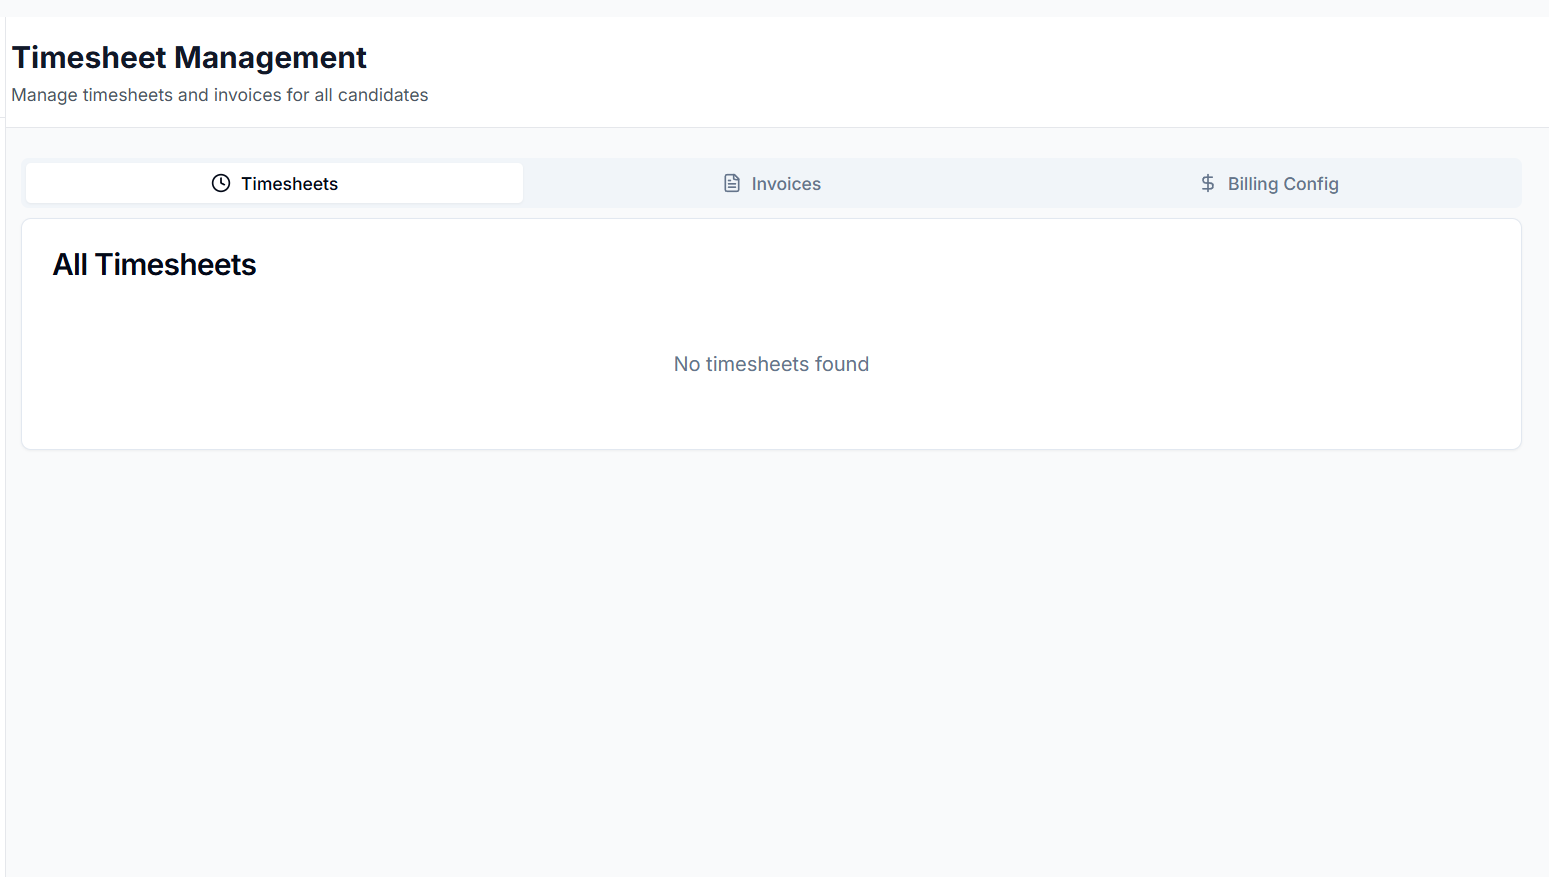 Timesheet Management
Manage timesheets and invoices for all candidates
Timesheets
Invoices
$ Billing Config
All Timesheets
No timesheets found